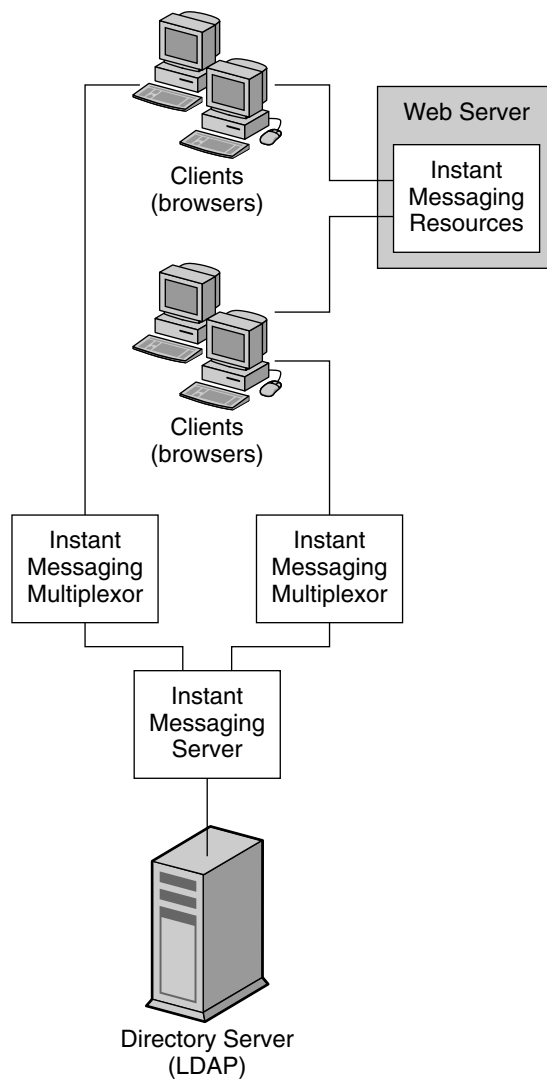 Clients
(browsers)
Web Server
Instant
Messaging
Resources
Clients
(browsers)
Instant
Messaging
Multiplexor
Instant
Messaging
Multiplexor
Instant
Messaging
Server
Directory Server
(LDAP)